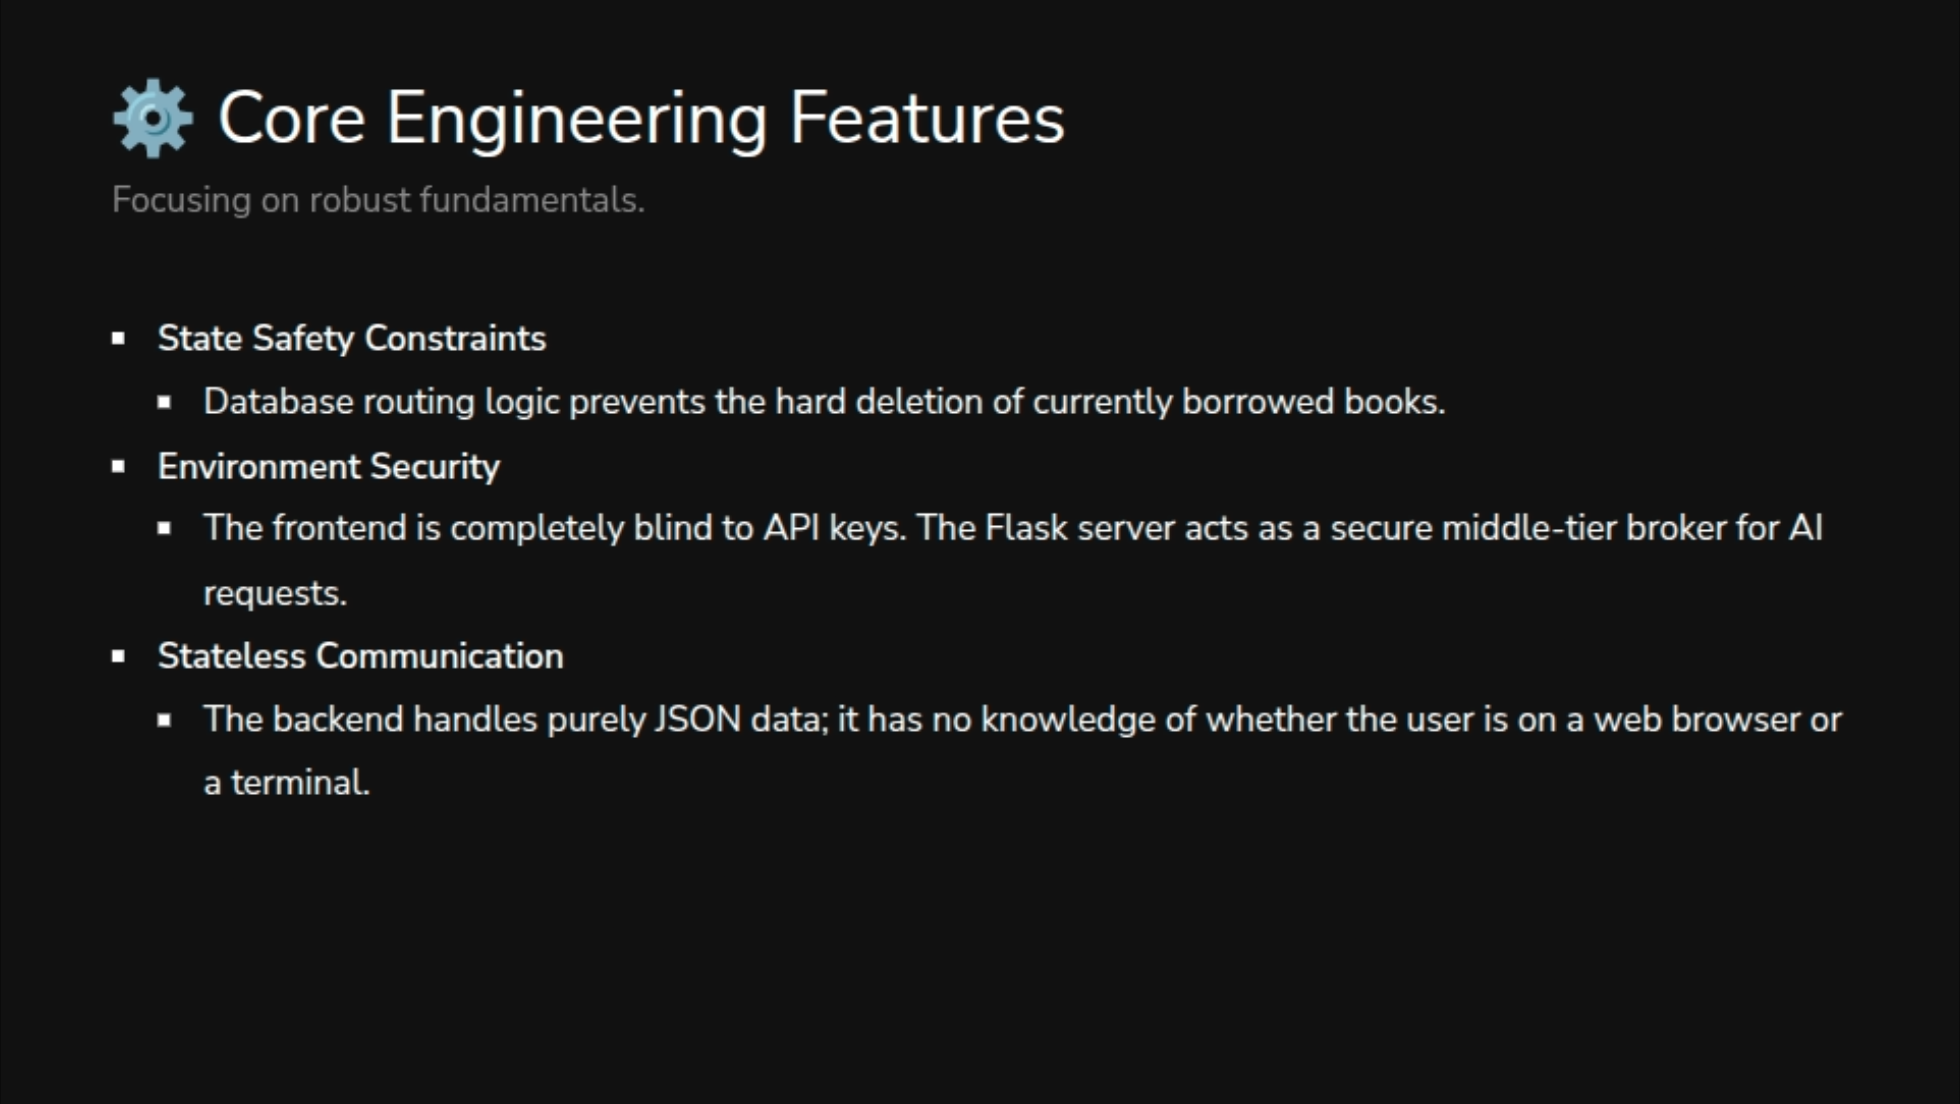 Core Engineering Features
Focusing on robust fundamentals.
State Safety Constraints
Database routing logic prevents the hard deletion of currently borrowed books.
Environment Security
The frontend is completely blind to API keys. The Flask server acts as a secure middle-tier broker for AI
requests.
Stateless Communication
The backend handles purely JSON data; it has no knowledge of whether the user is on a web browser or
a terminal.